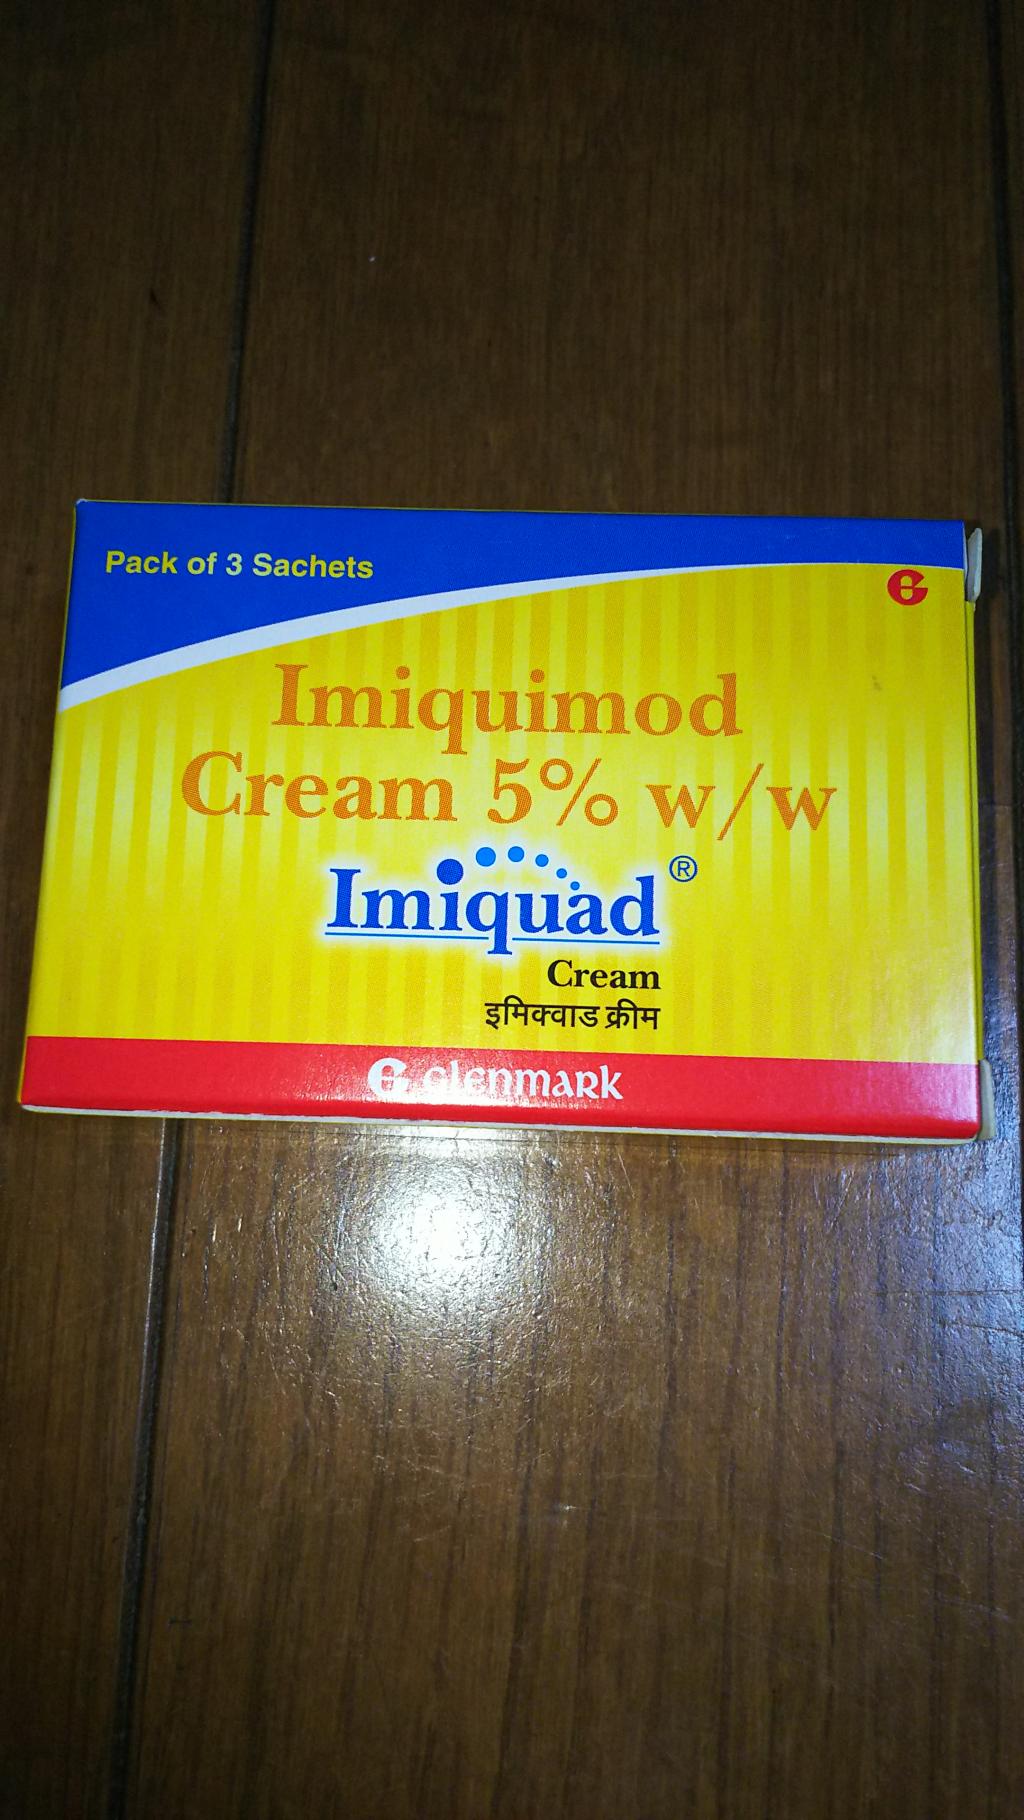 Pack of 3 Sachets
Imiquimod
Cream 5% w/w
Imiquad®
Cream
इमिक्वाड क्रीम
G glenmark